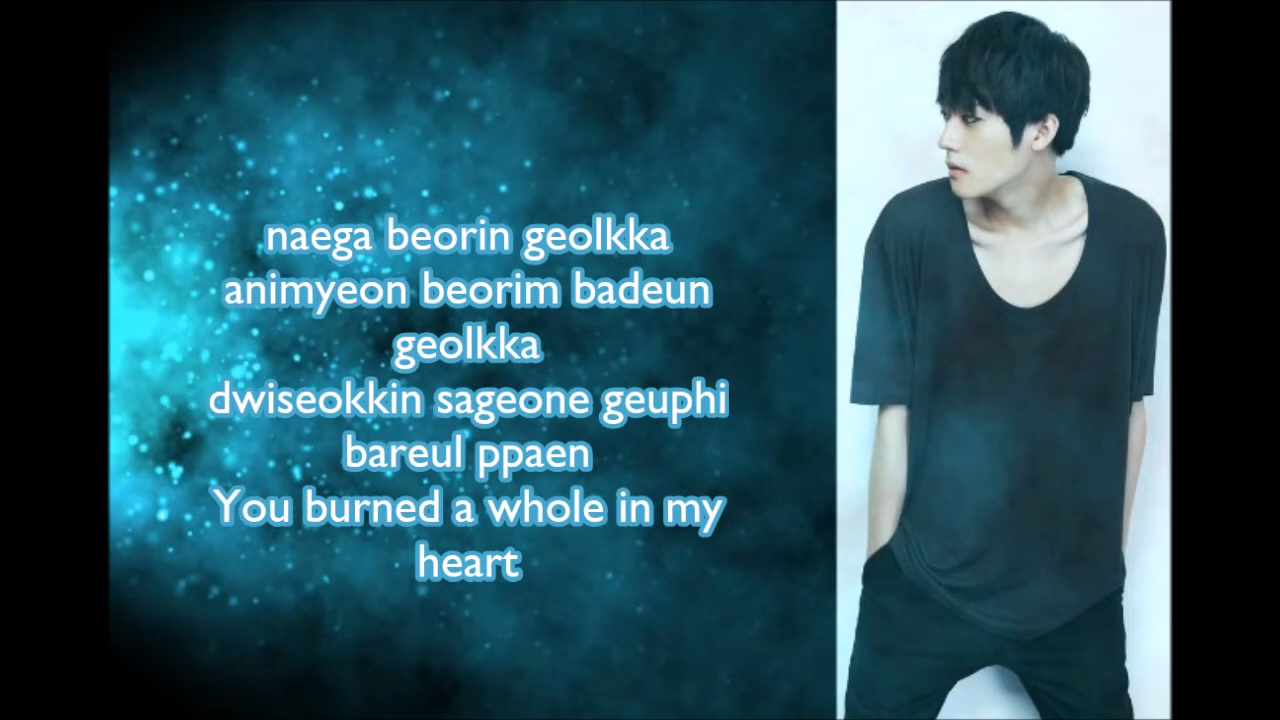 naega beorin geolkka
animyeon beorim badeun
geolkka
dwiseokkin sageone geuphi
bareul ppaen
You burned a whole in my
heart